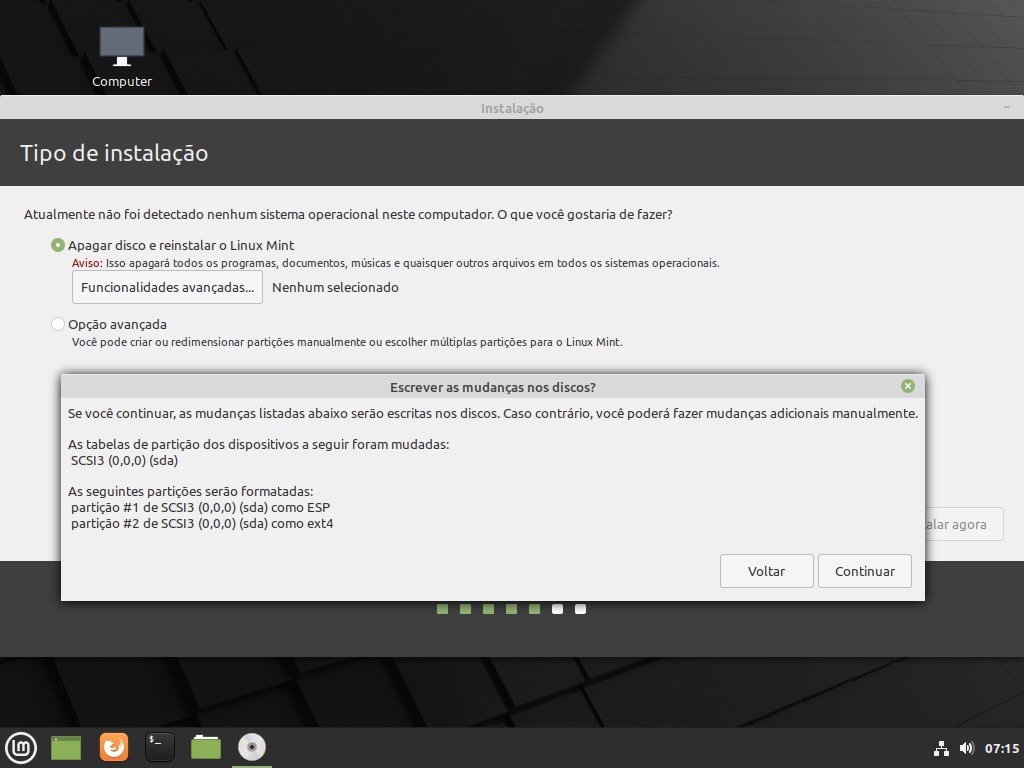 Computer
Instalação
Tipo de instalação
Atualmente não foi detectado nenhum sistema operacional neste computador. O que você gostaria de fazer?
Apagar disco e reinstalar o Linux Mint
Aviso: Isso apagará todos os programas, documentos, músicas e quaisquer outros arquivos em todos os sistemas operacionais.
Funcionalidades avançadas... Nenhum selecionado
Opção avançada
Você pode criar ou redimensionar partições manualmente ou escolher múltiplas partições para o Linux Mint.
Escrever as mudanças nos discos?
Se você continuar, as mudanças listadas abaixo serão escritas nos discos. Caso contrário, você poderá fazer mudanças adicionais manualmente.
As tabelas de partição dos dispositivos a seguir foram mudadas:
SCSI3 (0,0,0) (sda)
As seguintes partições serão formatadas:
partição #1 de SCSI3 (0,0,0) (sda) como ESP
partição #2 de SCSI3 (0,0,0) (sda) como ext4
alar agora
Voltar Continuar
$_
07:15